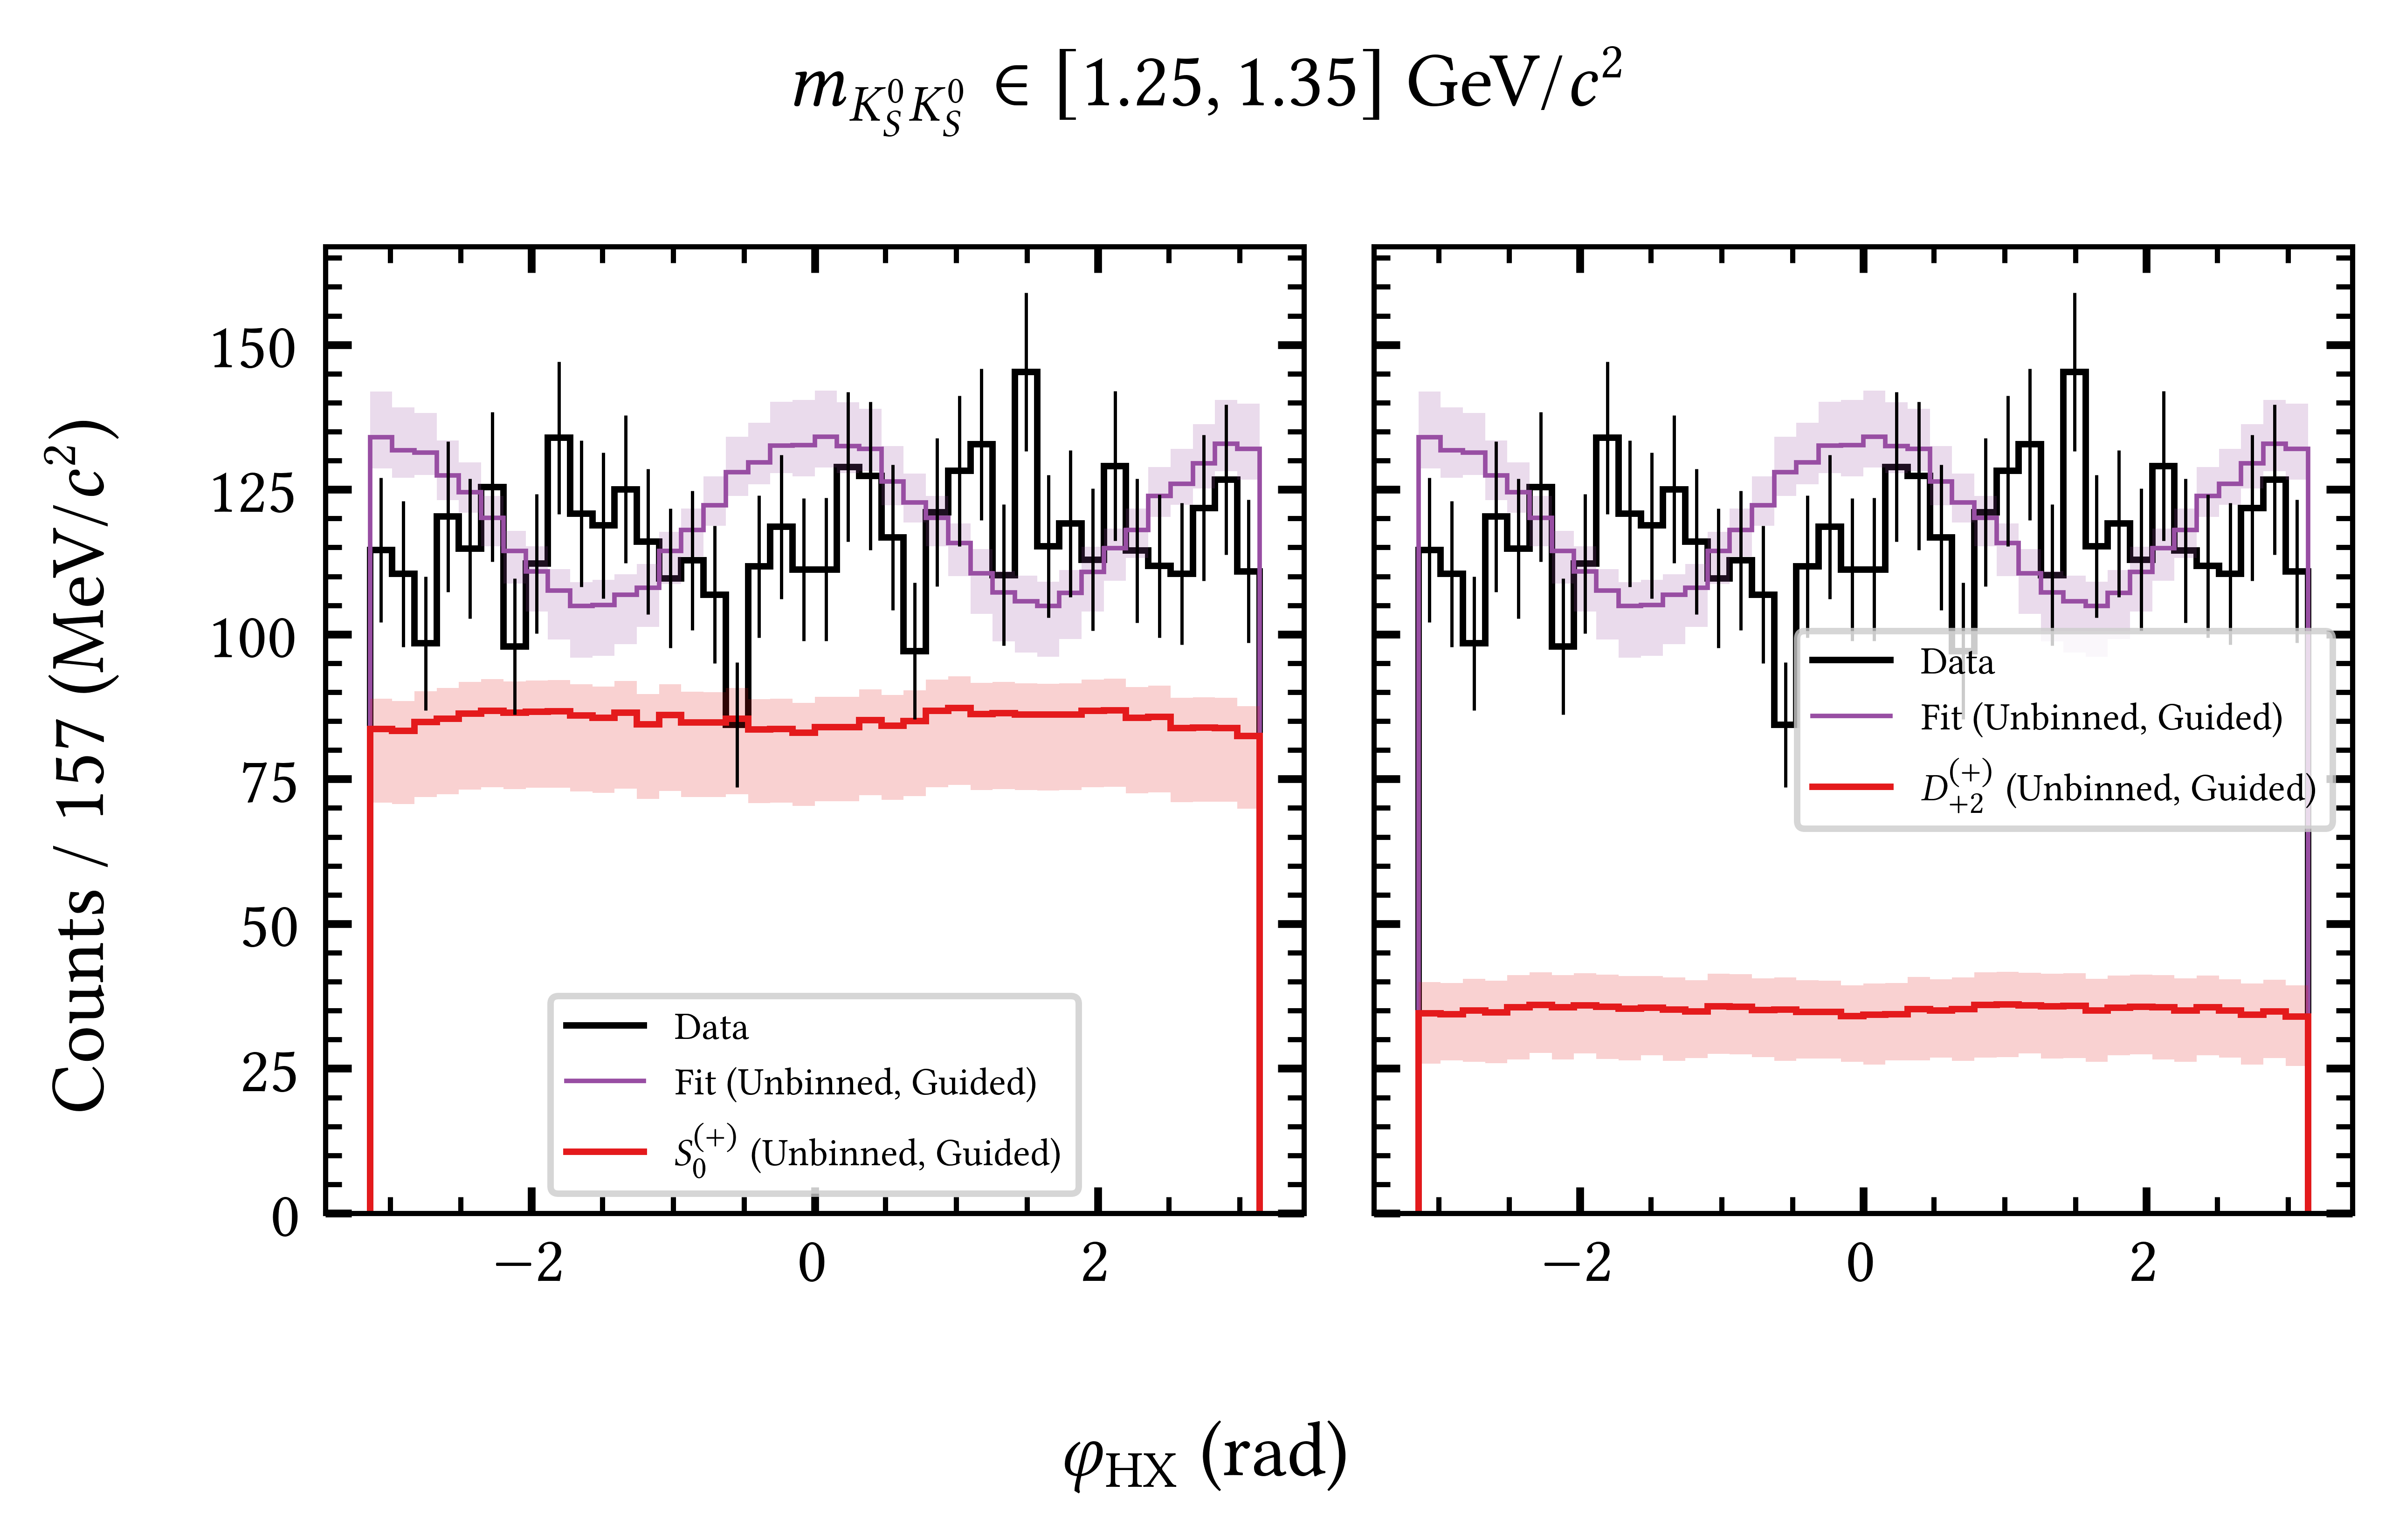 m_{K_S^0 K_S^0} ∈ [1.25, 1.35] GeV/c²
Counts / 157 (MeV/c²)
150
125
100
75
50
25
0
−2 0 2
Data
Fit (Unbinned, Guided)
S_0^{(+)} (Unbinned, Guided)
−2 0 2
Data
Fit (Unbinned, Guided)
D_{+2}^{(+)} (Unbinned, Guided)
φ_{HX} (rad)